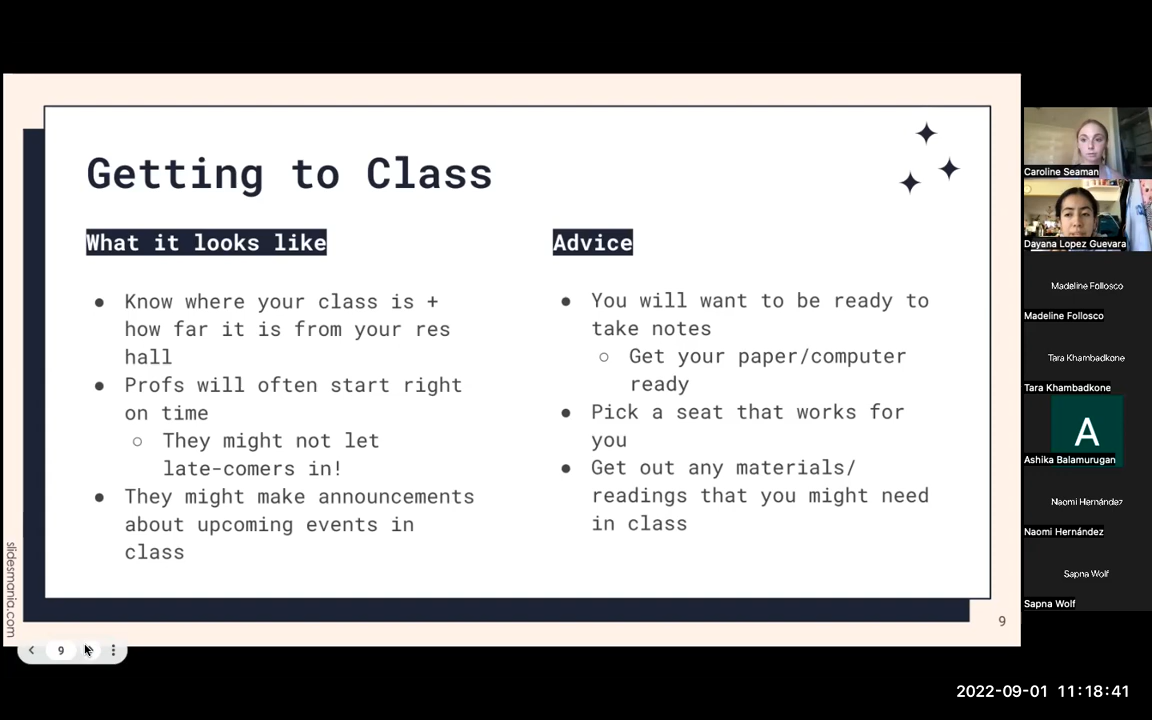 Getting to Class
What it looks like
● Know where your class is +
how far it is from your res
hall
● Profs will often start right
on time
○ They might not let
late-comers in!
● They might make announcements
about upcoming events in
class
Advice
● You will want to be ready to
take notes
○ Get your paper/computer
ready
● Pick a seat that works for
you
● Get out any materials/
readings that you might need
in class
slidesmania.com
9
9
Caroline Seaman
Dayana Lopez Guevara
Madeline Follosco
Madeline Follosco
Tara Khambadkone
Tara Khambadkone
A
Ashika Balamurugan
Naomi Hernández
Naomi Hernández
Sapna Wolf
Sapna Wolf
2022-09-01 11:18:41